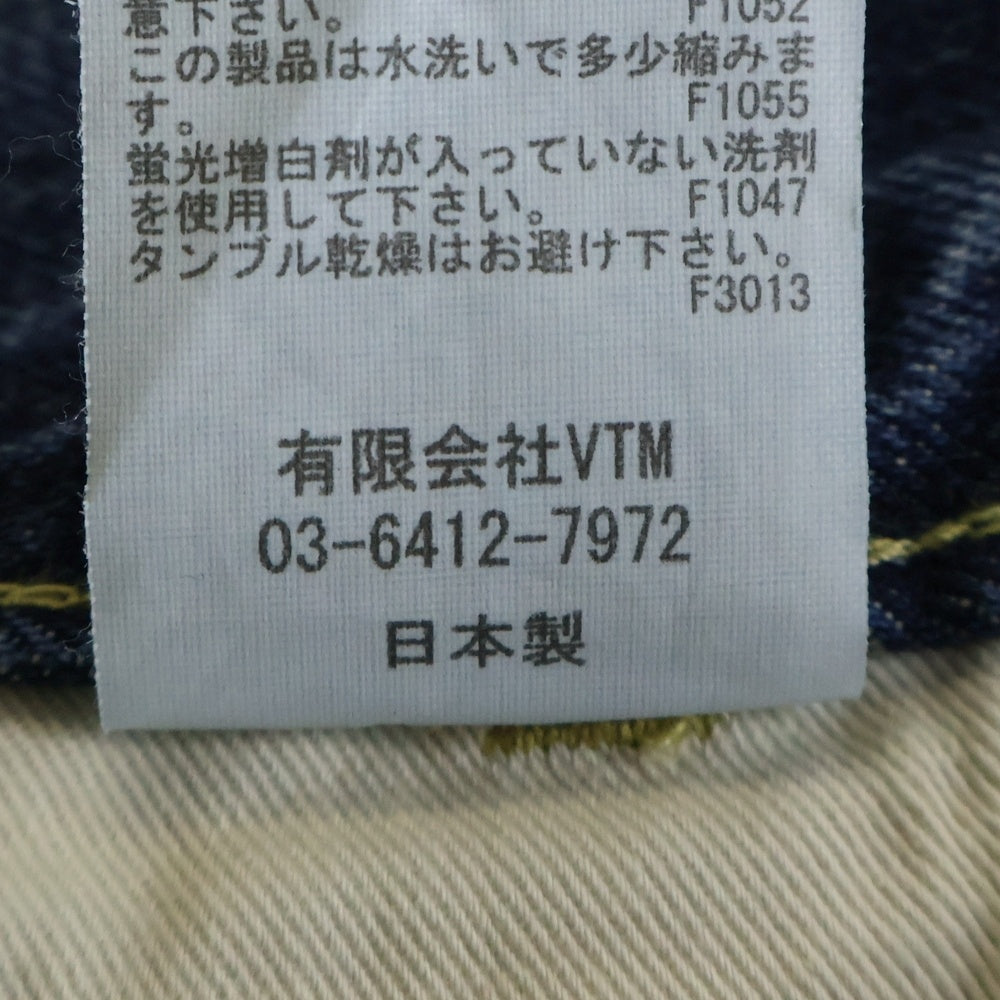 意下さい。
F1052
この製品は水洗いで多少縮みま
す。 F1055
蛍光増白剤が入っていない洗剤
を使用して下さい。 F1047
タンブル乾燥はお避け下さい。
F3013
有限会社VTM
03-6412-7972
日本製